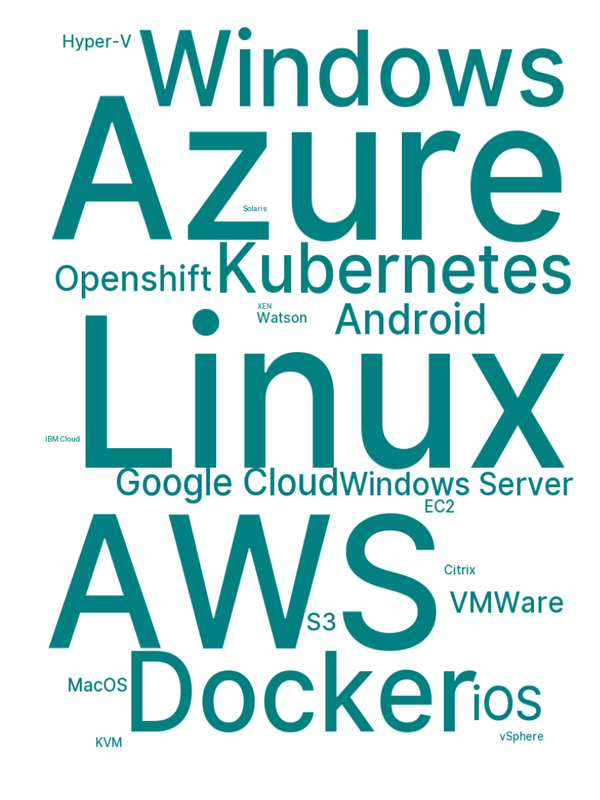 Hyper-V
Windows
Azure
Solaris
Openshift
Kubernetes
XEN
Watson
Android
Linux
IBM Cloud
Google Cloud
Windows Server
EC2
AWS
S3
Citrix
VMWare
Docker
MacOS
iOS
vSphere
KVM